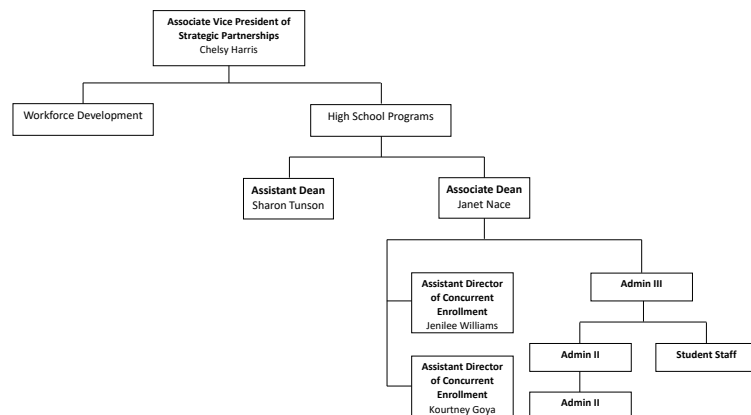 Associate Vice President of
Strategic Partnerships
Chelsy Harris
Workforce Development
High School Programs
Assistant Dean
Sharon Tunson
Associate Dean
Janet Nace
Assistant Director
of Concurrent
Enrollment
Jenilee Williams
Admin III
Admin II
Student Staff
Assistant Director
of Concurrent
Enrollment
Kourtney Goya
Admin II